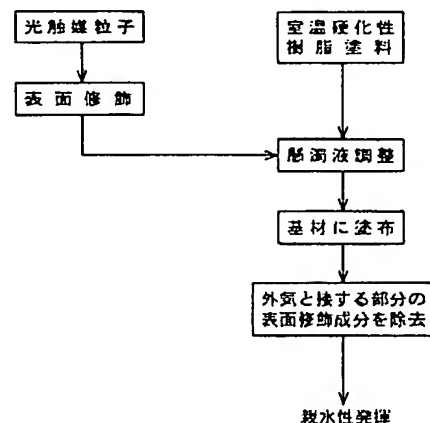 光触媒粒子
室温硬化性
樹脂塗料
表面修飾
懸濁液調整
基材に塗布
外気と接する部分の
表面修飾成分を除去
親水性発揮